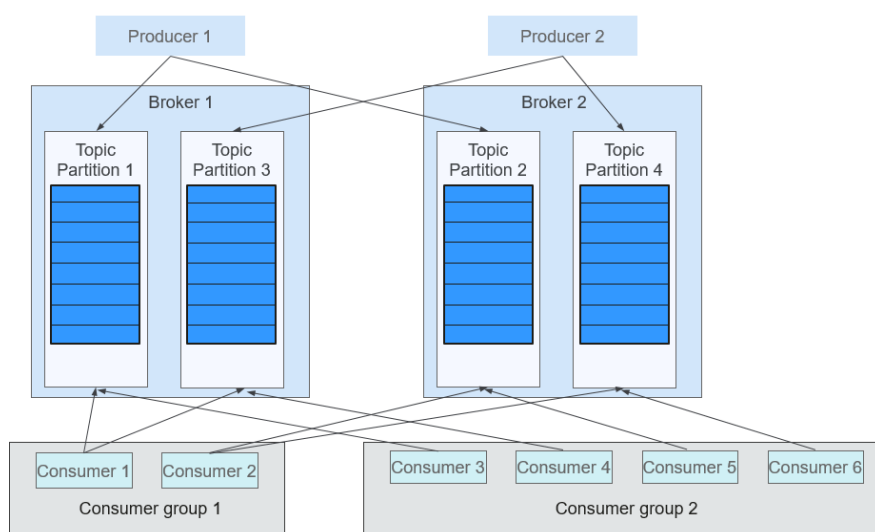 Producer 1
Producer 2
Broker 1
Broker 2
Topic
Partition 1
Topic
Partition 3
Topic
Partition 2
Topic
Partition 4
Consumer 1
Consumer 2
Consumer 3
Consumer 4
Consumer 5
Consumer 6
Consumer group 1
Consumer group 2